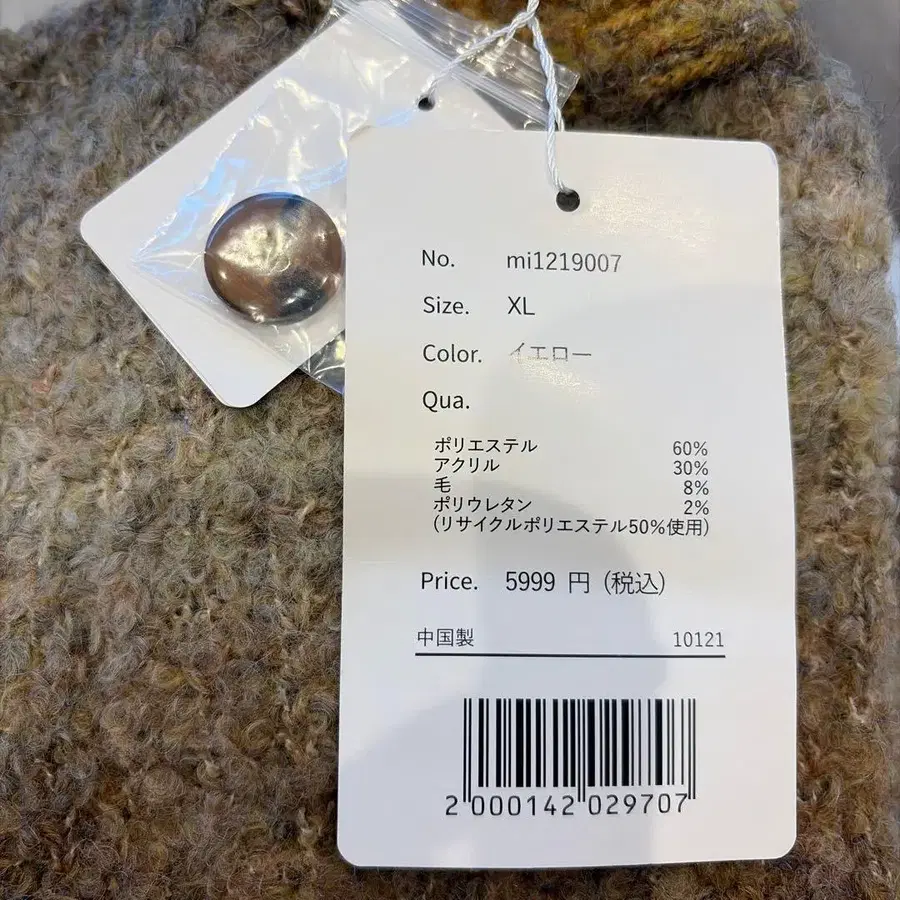 No. mi1219007
Size. XL
Color. イエロー
Qua.
ポリエステル 60%
アクリル 30%
毛 8%
ポリウレタン 2%
(リサイクルポリエステル50%使用)
Price. 5999 円 (税込)
中国製 10121
2 000142 029707